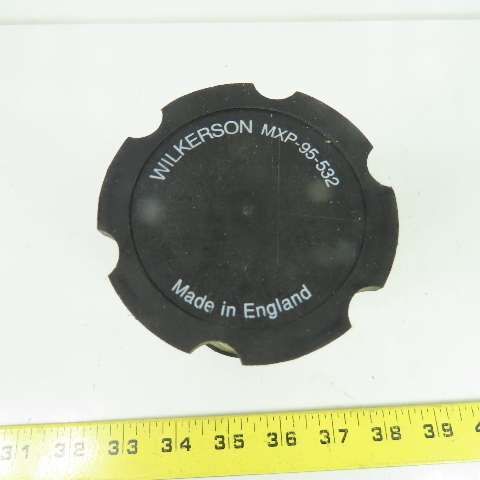 WILKERSON MXP-95-532
Made in England
31 32 33 34 35 36 37 38 39